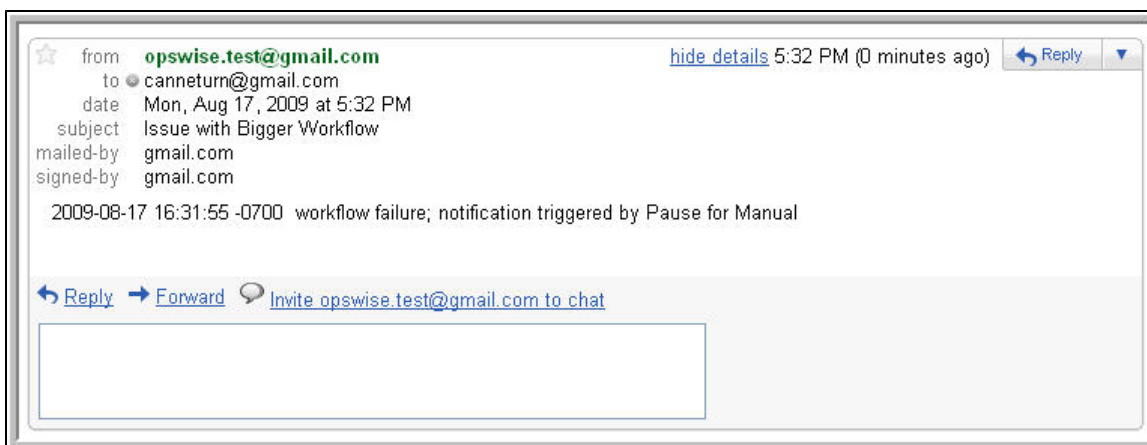 from opswise.test@gmail.com hide details 5:32 PM (0 minutes ago) Reply
to canneturn@gmail.com
date Mon, Aug 17, 2009 at 5:32 PM
subject Issue with Bigger Workflow
mailed-by gmail.com
signed-by gmail.com
2009-08-17 16:31:55 -0700 workflow failure; notification triggered by Pause for Manual
Reply Forward Invite opswise.test@gmail.com to chat